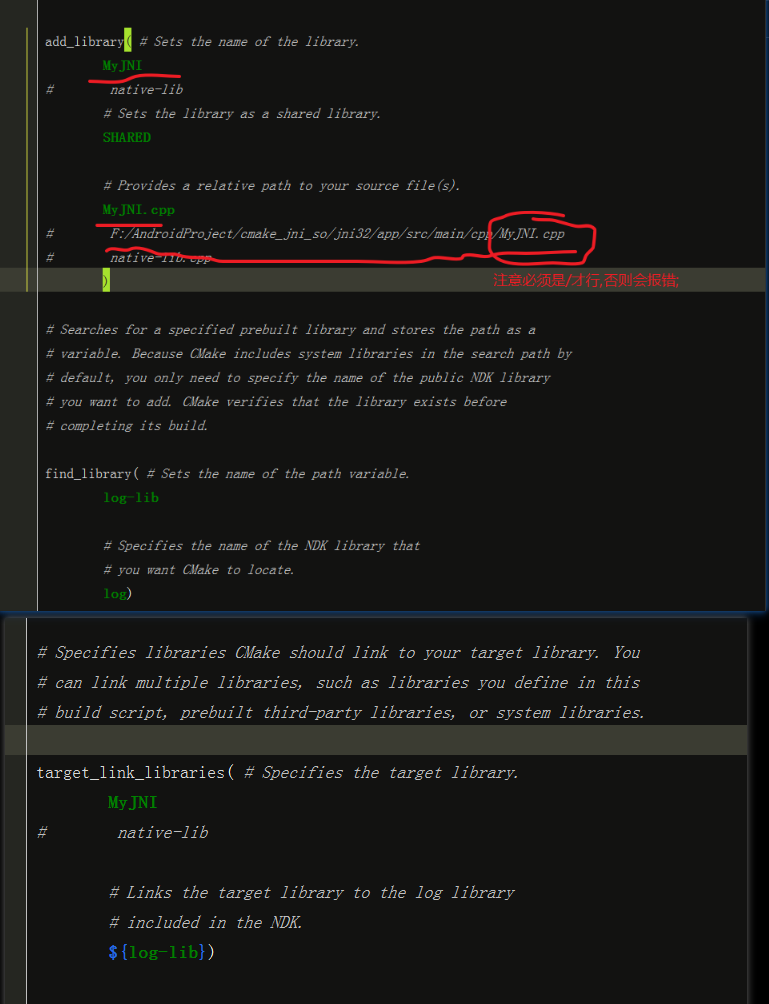 add_library( # Sets the name of the library.
MyJNI
# native-lib
# Sets the library as a shared library.
SHARED
# Provides a relative path to your source file(s).
MyJNI.cpp
# F:/AndroidProject/cmake_jni_so/jni32/app/src/main/cpp/MyJNI.cpp
# native-lib.cpp
)
注意必须是/才行,否则会报错;
# Searches for a specified prebuilt library and stores the path as a
# variable. Because CMake includes system libraries in the search path by
# default, you only need to specify the name of the public NDK library
# you want to add. CMake verifies that the library exists before
# completing its build.
find_library( # Sets the name of the path variable.
log-lib
# Specifies the name of the NDK library that
# you want CMake to locate.
log)
# Specifies libraries CMake should link to your target library. You
# can link multiple libraries, such as libraries you define in this
# build script, prebuilt third-party libraries, or system libraries.
target_link_libraries( # Specifies the target library.
MyJNI
# native-lib
# Links the target library to the log library
# included in the NDK.
${log-lib})